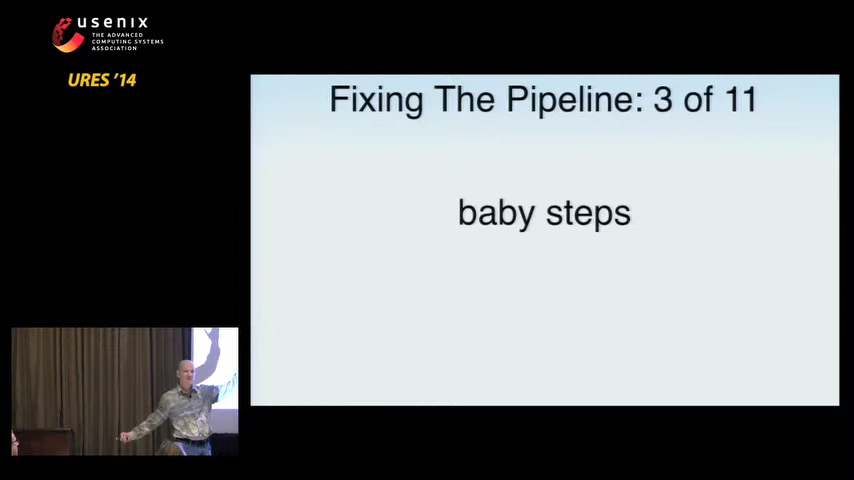 usenix
THE ADVANCED
COMPUTING SYSTEMS
ASSOCIATION
URES '14
Fixing The Pipeline: 3 of 11
baby steps